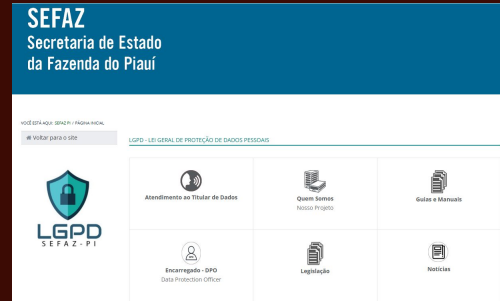 SEFAZ
Secretaria de Estado
da Fazenda do Piauí
VOCÊ ESTÁ AQUI: SEFAZ PI / PÁGINA INICIAL
Voltar para o site
LGPD - LEI GERAL DE PROTEÇÃO DE DADOS PESSOAIS
LGPD
SEFAZ-PI
Atendimento ao Titular de Dados
Quem Somos
Nosso Projeto
Guias e Manuais
Encarregado - DPO
Data Protection Officer
Legislação
Notícias